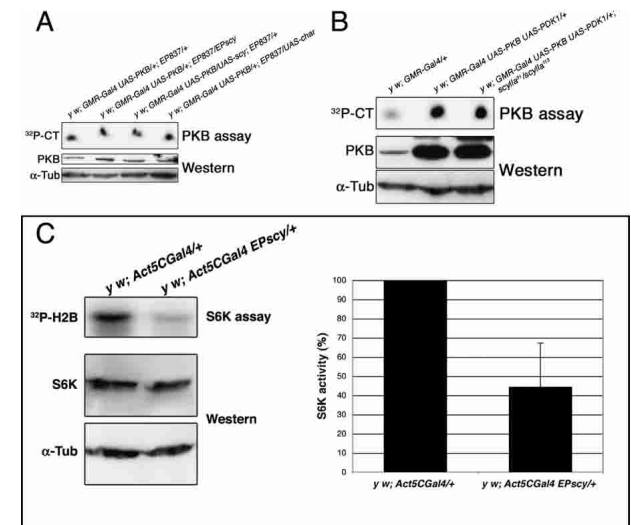 A
y w; GMR-Gal4 UAS-PKB/+; EP837/+
y w; GMR-Gal4 UAS-PKB/+; EP837/EPscy
y w; GMR-Gal4 UAS-PKB/UAS-scy; EP837/+
y w; GMR-Gal4 UAS-PKB/+; EP837/UAS-char
³²P-CT
PKB assay
PKB
α-Tub
Western
B
y w; GMR-Gal4/+
y w; GMR-Gal4 UAS-PKB UAS-PDK1/+
y w; GMR-Gal4 UAS-PKB UAS-PDK1/+;
³²P-CT
PKB assay
PKB
α-Tub
Western
C
y w; Act5CGal4/+
y w; Act5CGal4 EPscy/+
³²P-H2B
S6K assay
S6K
α-Tub
Western
S6K activity (%)
100
90
80
70
60
50
40
30
20
10
0
y w; Act5CGal4/+
y w; Act5CGal4 EPscy/+